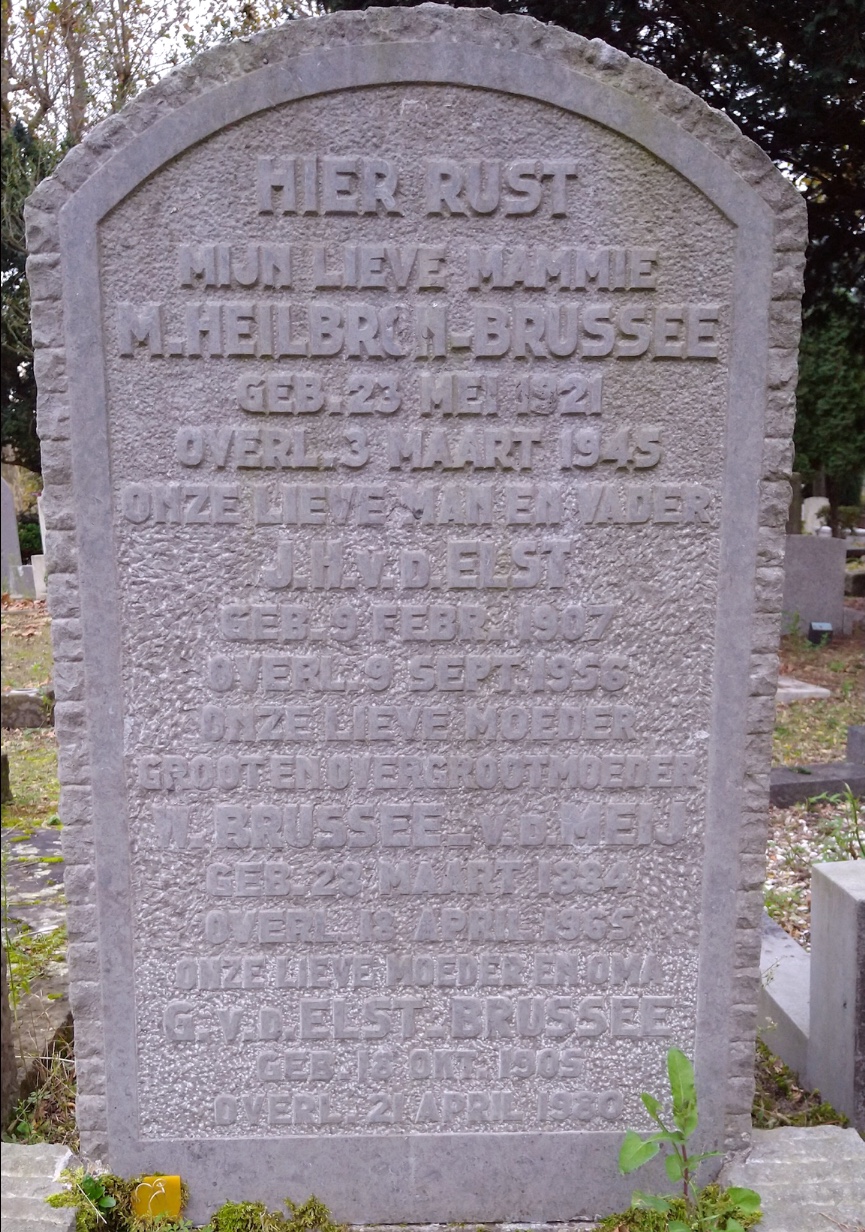 HIER RUST
MIJN LIEVE MAMMIE
M. HEILBRON-BRUSSEE
GEB. 23 MEI 1921
OVERL. 3 MAART 1945
ONZE LIEVE MAN EN VADER
J.H. v.d. ELST
GEB. 9 FEBR. 1907
OVERL. 9 SEPT. 1956
ONZE LIEVE MOEDER
GROOT EN OVERGROOTMOEDER
W. BRUSSEE - v.d. MEIJ
GEB. 28 MAART 1884
OVERL. 18 APRIL 1965
ONZE LIEVE MOEDER EN OMA
G. v.d. ELST-BRUSSEE
GEB. 18 OKT. 1905
OVERL. 21 APRIL 1980